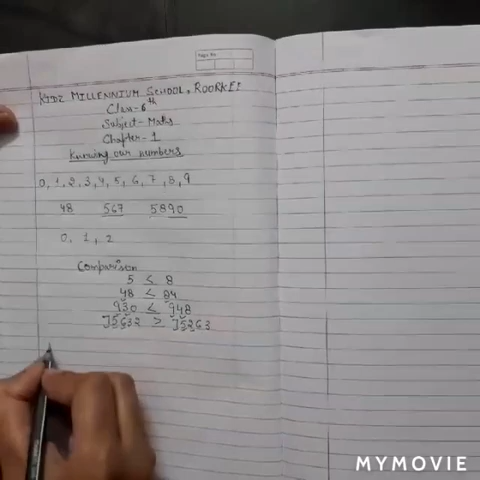 KIDZ MILLENNIUM SCHOOL, ROORKEE
Class-6th
Subject-Maths
Chapter-1
Knowing our numbers
0, 1, 2, 3, 4, 5, 6, 7, 8, 9
48 567 5890
0, 1, 2
Comparison
5 < 8
48 < 84
930 < 948
75632 > 75263
MYMOVIE